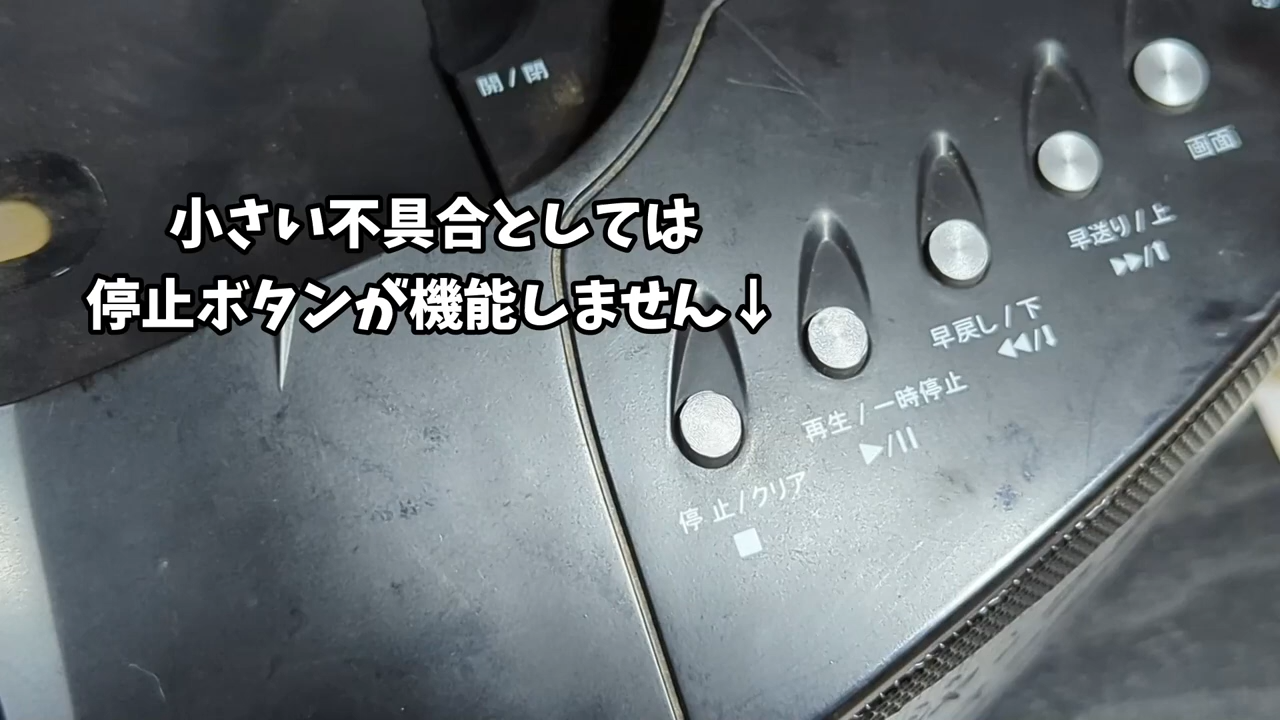 開/閉
小さい不具合としては
停止ボタンが機能しません↓
画面
早送り/上
▶▶/⬆
早戻し/下
◀◀/⬇
再生/一時停止
▶/II
停止/クリア
■